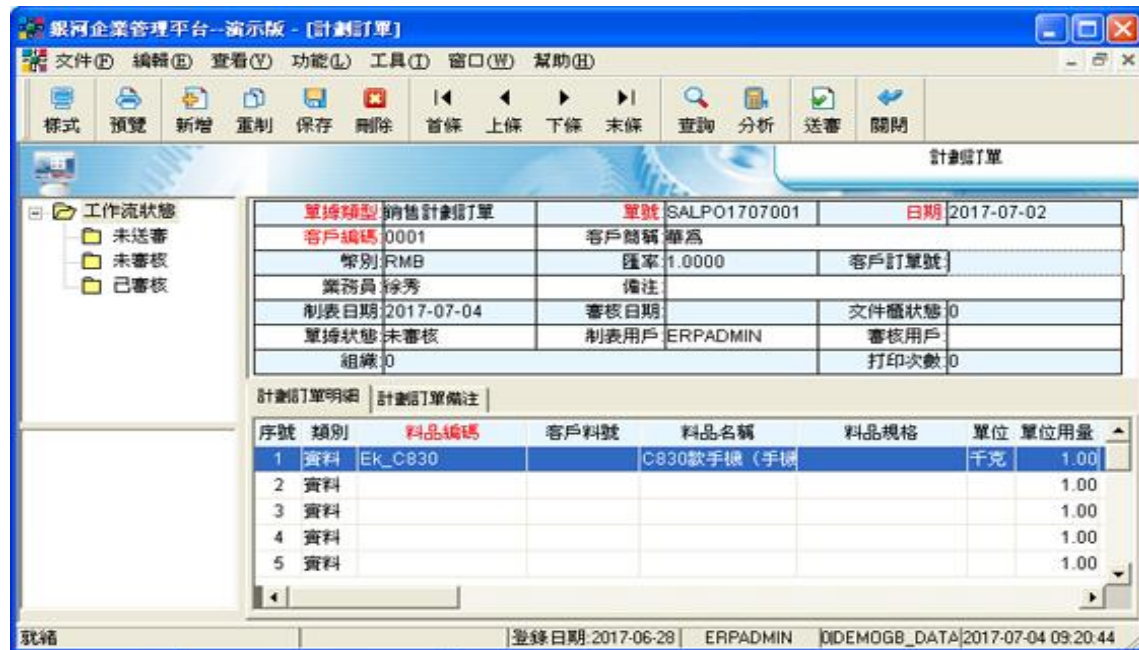 銀河企業管理平台--演示版 - [計劃訂單]
文件(F) 編輯(E) 查看(V) 功能(L) 工具(T) 窗口(W) 幫助(H)
樣式 預覽 新增 重制 保存 刪除 首條 上條 下條 末條 查詢 分析 送審 關閉
計劃訂單
工作流狀態
未送審
未審核
已審核
單據類型:銷售計劃訂單 單號:SALPO1707001 日期:2017-07-02
客戶編碼:0001 客戶簡稱:華為
幣別:RMB 匯率:1.0000 客戶訂單號:
業務員:徐秀 備注:
制表日期:2017-07-04 審核日期: 文件櫃狀態:0
單據狀態:未審核 制表用戶:ERPADMIN 審核用戶:
組織:0 打印次數:0
計劃訂單明細 計劃訂單備注
序號 類別 料品編碼 客戶料號 料品名稱 料品規格 單位 單位用量
1 資料 Ek_C830 C830款手機（手機 千克 1.00
2 資料 1.00
3 資料 1.00
4 資料 1.00
5 資料 1.00
就緒 登錄日期:2017-06-28 ERPADMIN 0|DEMOGB_DATA 2017-07-04 09:20:44